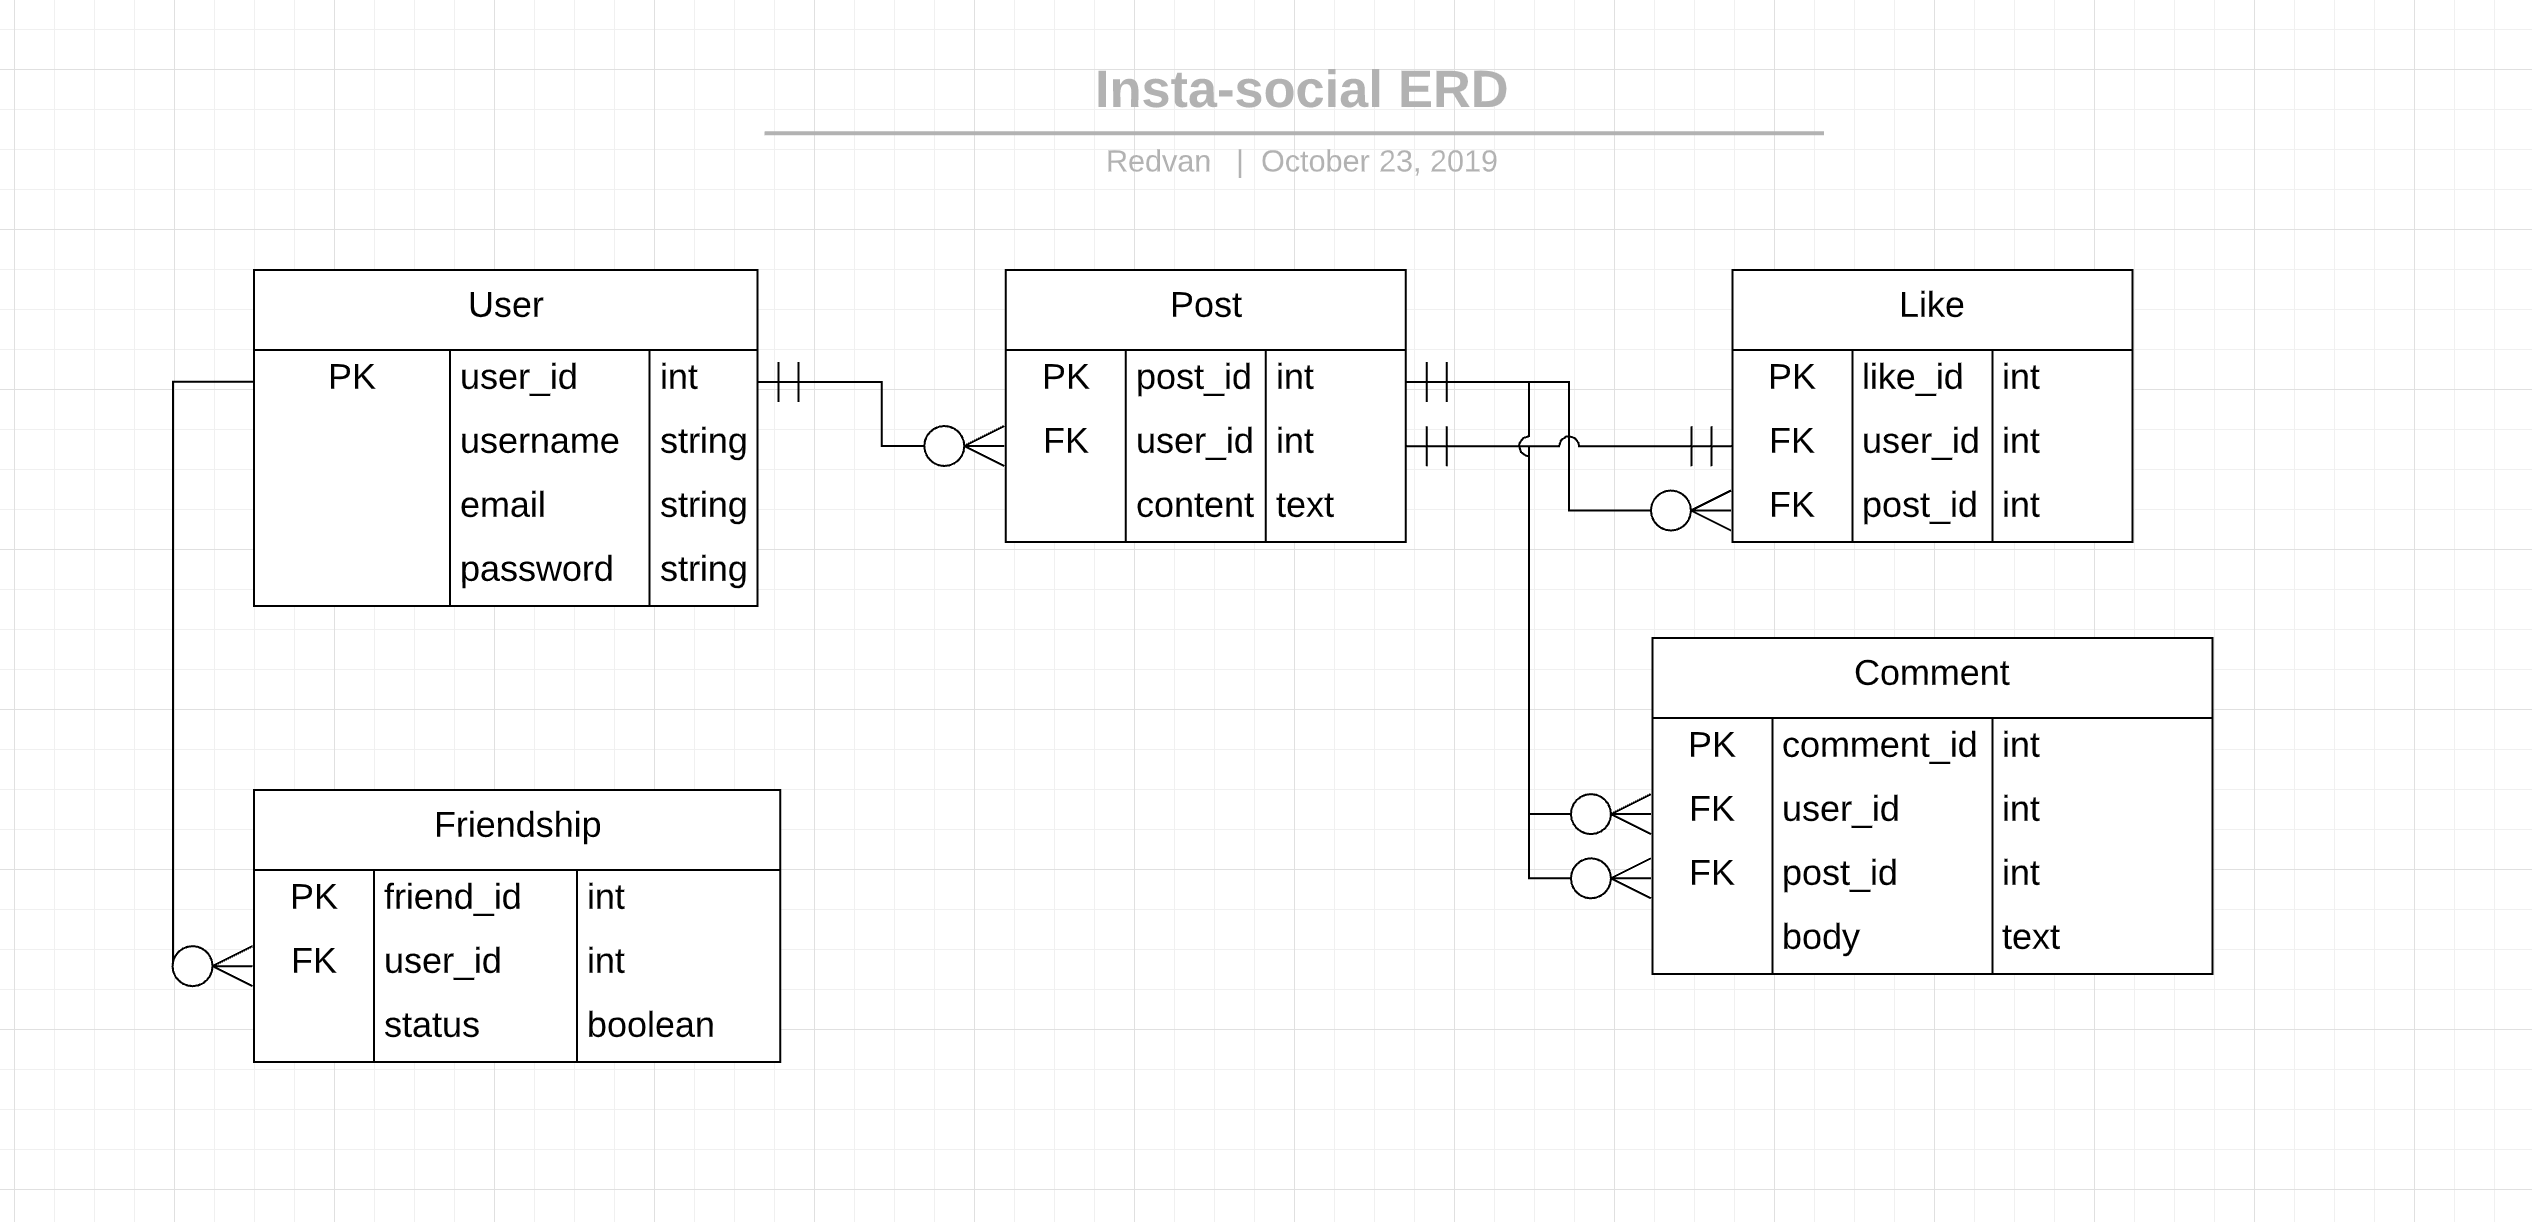 Insta-social ERD
Redvan | October 23, 2019
User
PK user_id int
username string
email string
password string
Post
PK post_id int
FK user_id int
content text
Like
PK like_id int
FK user_id int
FK post_id int
Friendship
PK friend_id int
FK user_id int
status boolean
Comment
PK comment_id int
FK user_id int
FK post_id int
body text